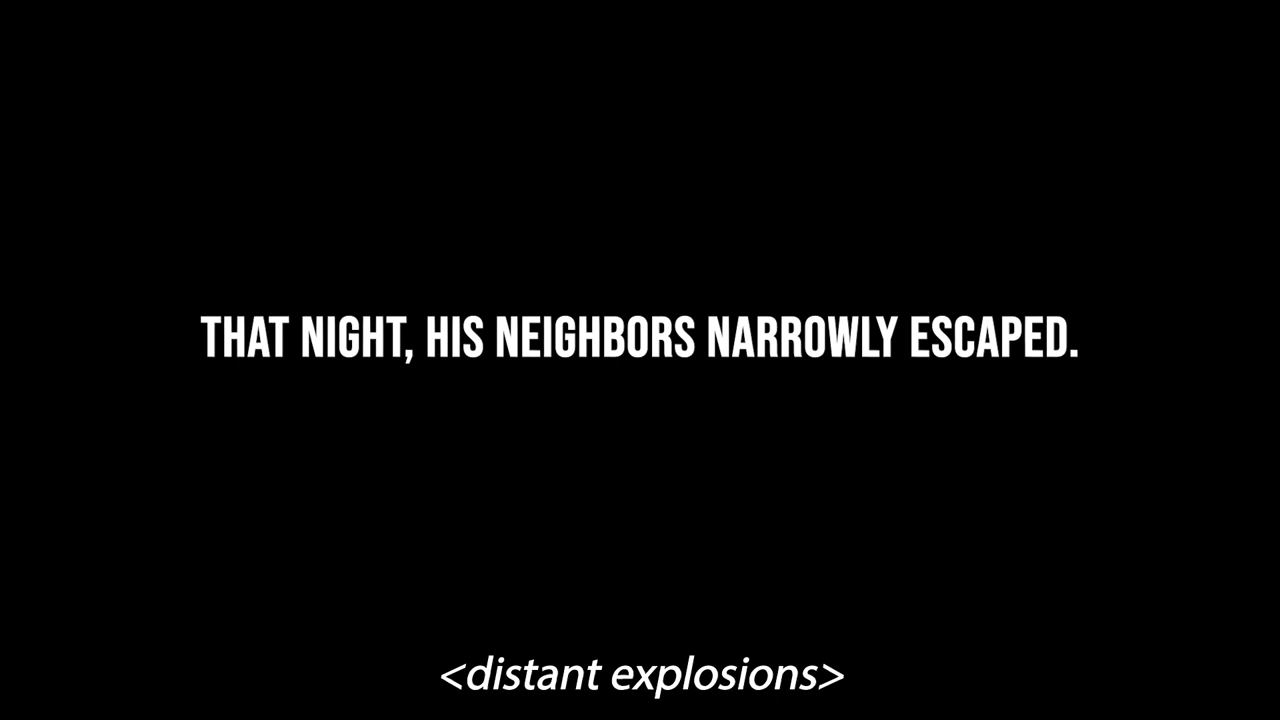 THAT NIGHT, HIS NEIGHBORS NARROWLY ESCAPED.
<distant explosions>